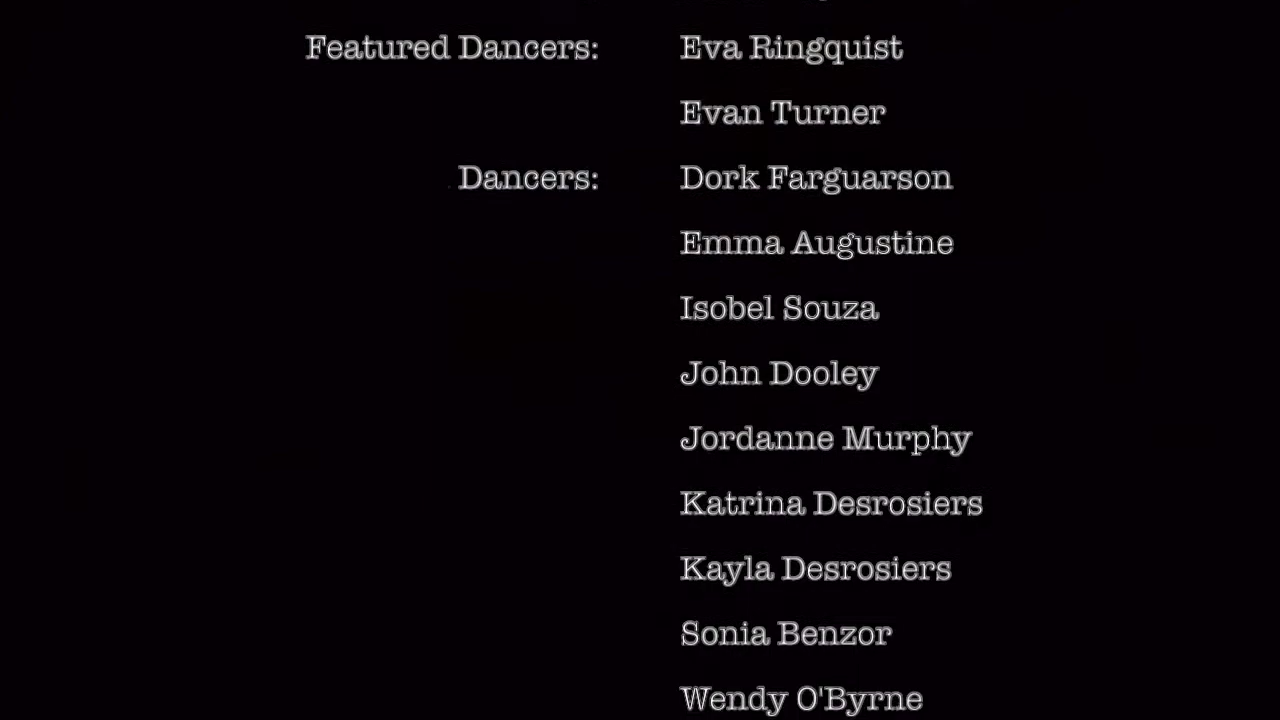 Featured Dancers: Eva Ringquist
Evan Turner
Dancers: Dork Farguarson
Emma Augustine
Isobel Souza
John Dooley
Jordanne Murphy
Katrina Desrosiers
Kayla Desrosiers
Sonia Benzor
Wendy O'Byrne